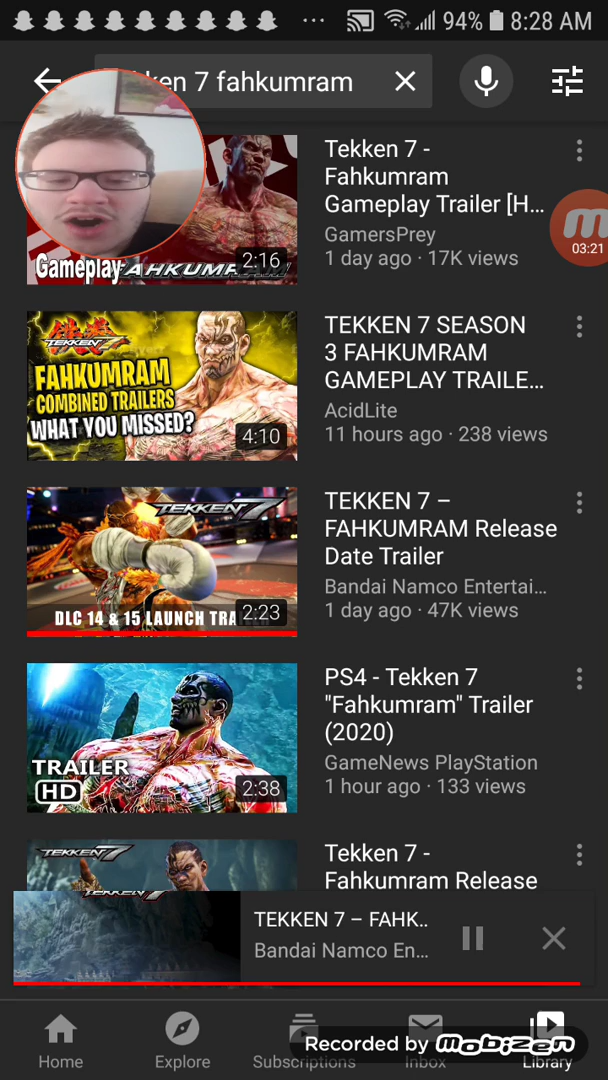 94% 8:28 AM
ken 7 fahkumram
Tekken 7 -
Fahkumram
Gameplay Trailer [H...
GamersPrey
1 day ago · 17K views
Gameplay FAHKUMRAM
2:16
03:21
TEKKEN 7 SEASON
3 FAHKUMRAM
GAMEPLAY TRAILE...
AcidLite
11 hours ago · 238 views
TEKKEN 7
FAHKUMRAM
COMBINED TRAILERS
WHAT YOU MISSED?
4:10
TEKKEN 7 –
FAHKUMRAM Release
Date Trailer
Bandai Namco Entertai...
1 day ago · 47K views
TEKKEN 7
DLC 14 & 15 LAUNCH TRA
2:23
PS4 - Tekken 7
"Fahkumram" Trailer
(2020)
GameNews PlayStation
1 hour ago · 133 views
TRAILER
HD
2:38
Tekken 7 -
Fahkumram Release
TEKKEN 7
TEKKEN 7
TEKKEN 7 – FAHK..
Bandai Namco En...
Home
Explore
Subscriptions
Inbox
Library
Recorded by Mobizen